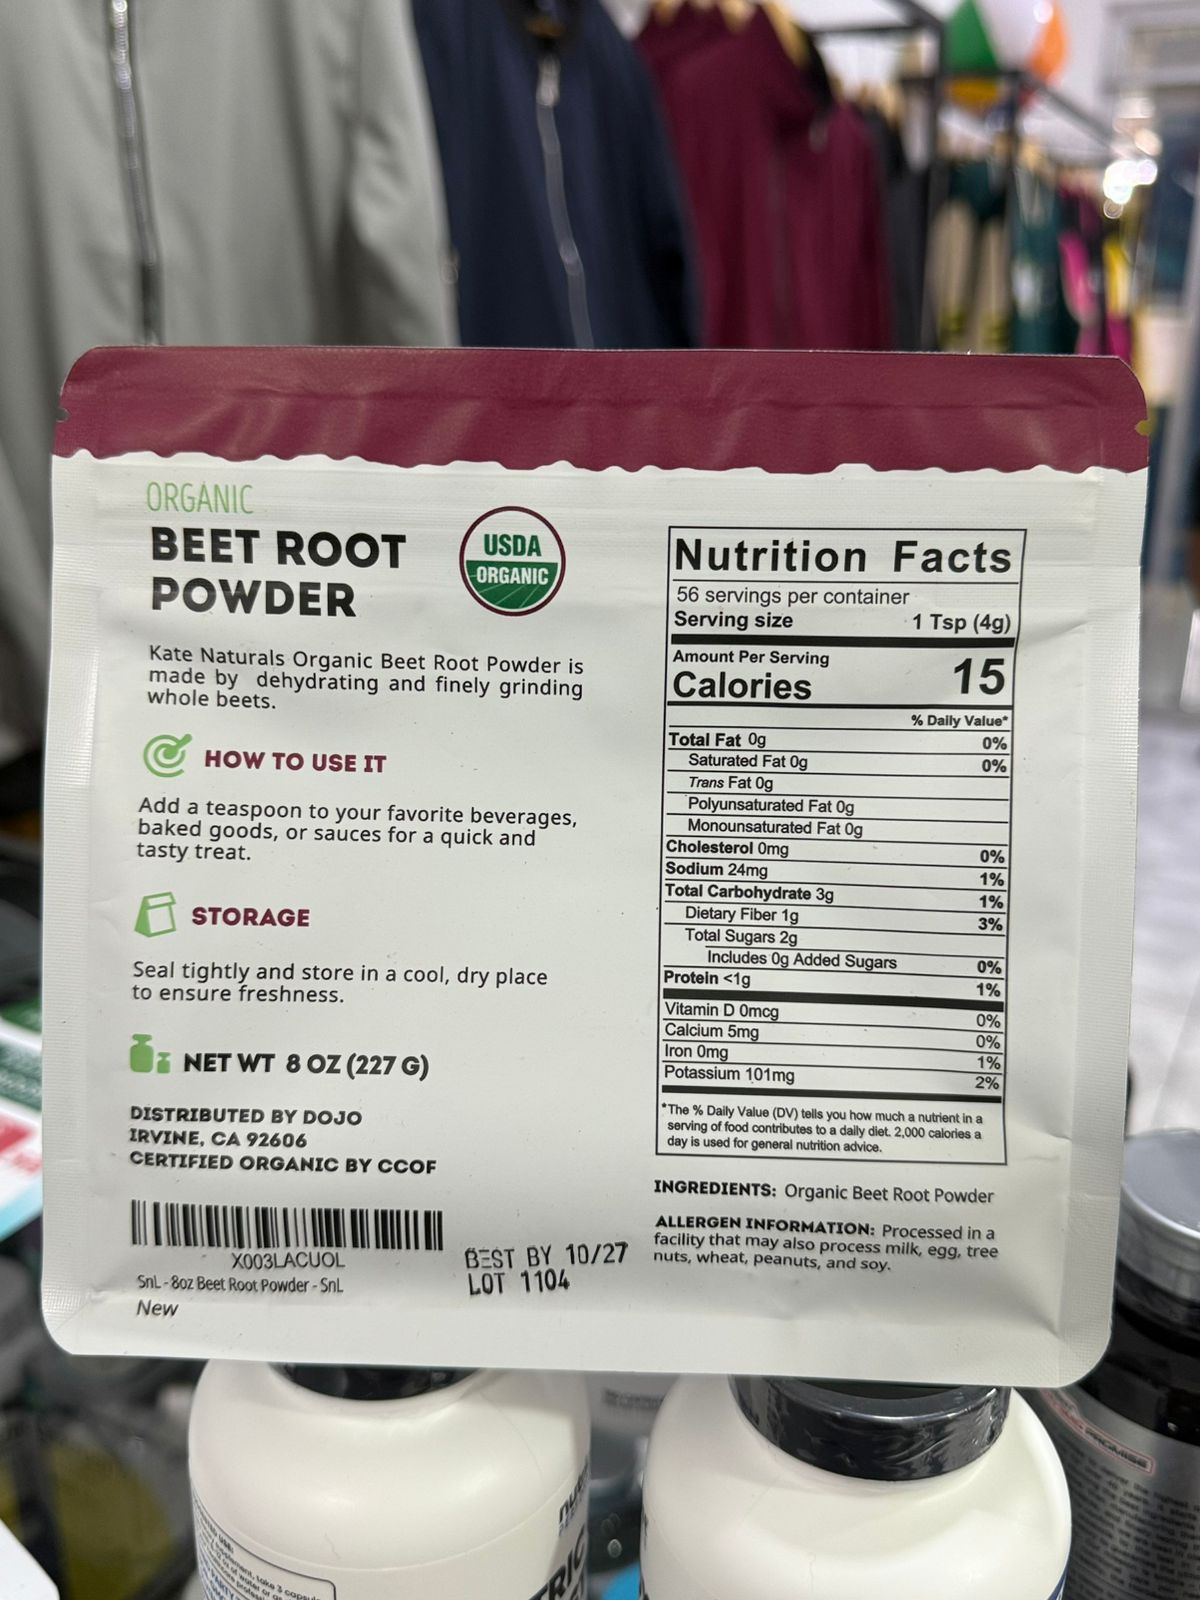 ORGANIC
BEET ROOT
POWDER
USDA
ORGANIC
Kate Naturals Organic Beet Root Powder is
made by dehydrating and finely grinding
whole beets.
HOW TO USE IT
Add a teaspoon to your favorite beverages,
baked goods, or sauces for a quick and
tasty treat.
STORAGE
Seal tightly and store in a cool, dry place
to ensure freshness.
NET WT 8 OZ (227 G)
DISTRIBUTED BY DOJO
IRVINE, CA 92606
CERTIFIED ORGANIC BY CCOF
X003LACUOL
SnL - 8oz Beet Root Powder - SnL
New
BEST BY 10/27
LOT 1104
Nutrition Facts
56 servings per container
Serving size 1 Tsp (4g)
Amount Per Serving
Calories 15
% Daily Value*
Total Fat 0g 0%
Saturated Fat 0g 0%
Trans Fat 0g
Polyunsaturated Fat 0g
Monounsaturated Fat 0g
Cholesterol 0mg 0%
Sodium 24mg 1%
Total Carbohydrate 3g 1%
Dietary Fiber 1g 3%
Total Sugars 2g
Includes 0g Added Sugars 0%
Protein <1g 1%
Vitamin D 0mcg 0%
Calcium 5mg 0%
Iron 0mg 1%
Potassium 101mg 2%
*The % Daily Value (DV) tells you how much a nutrient in a
serving of food contributes to a daily diet. 2,000 calories a
day is used for general nutrition advice.
INGREDIENTS: Organic Beet Root Powder
ALLERGEN INFORMATION: Processed in a
facility that may also process milk, egg, tree
nuts, wheat, peanuts, and soy.